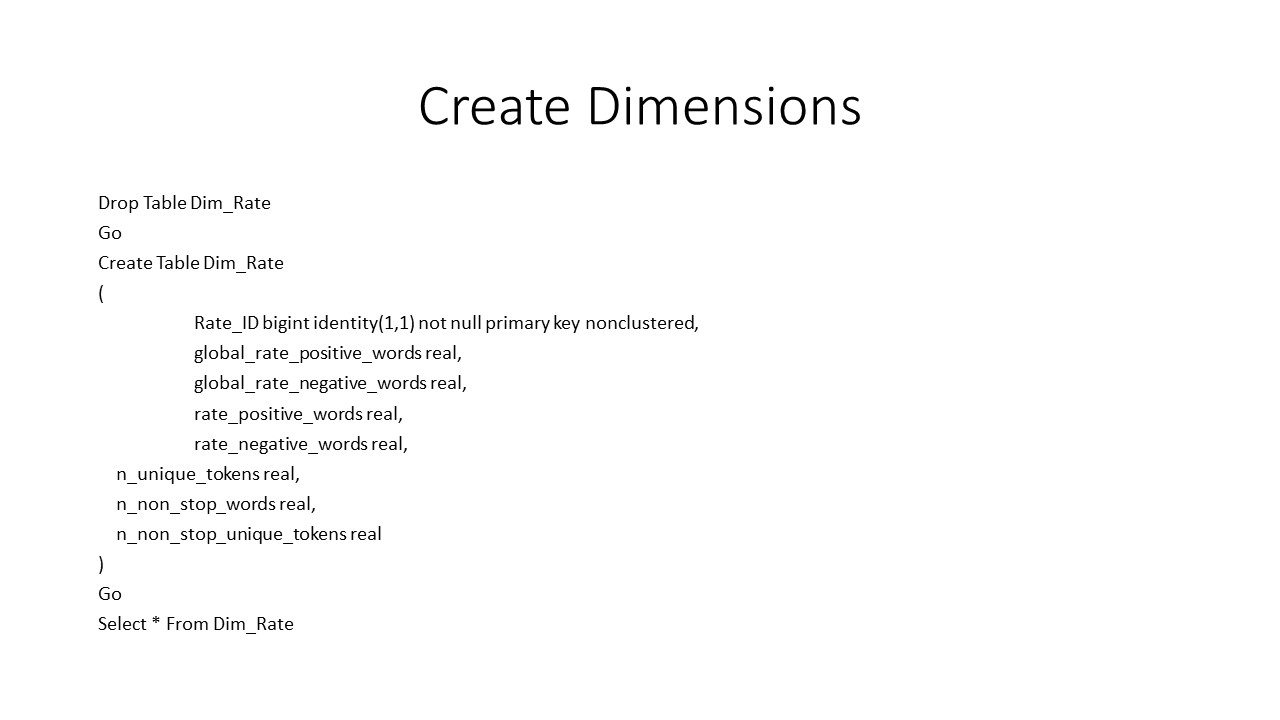 Create Dimensions
Drop Table Dim_Rate
Go
Create Table Dim_Rate
(
Rate_ID bigint identity(1,1) not null primary key nonclustered,
global_rate_positive_words real,
global_rate_negative_words real,
rate_positive_words real,
rate_negative_words real,
n_unique_tokens real,
n_non_stop_words real,
n_non_stop_unique_tokens real
)
Go
Select * From Dim_Rate